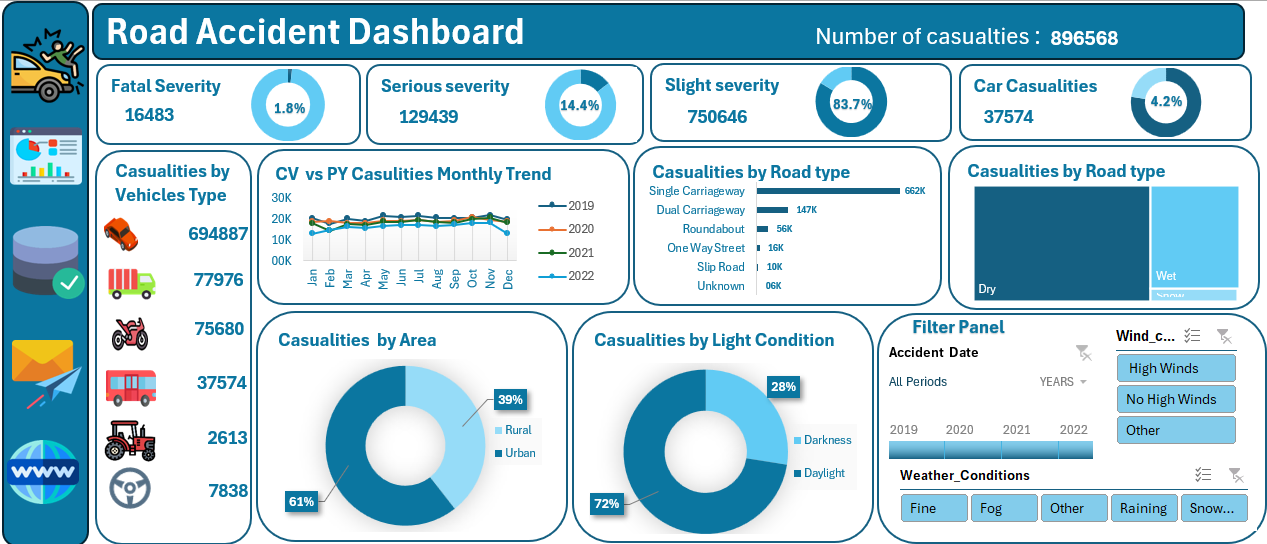 Road Accident Dashboard
Number of casualties : 896568
Fatal Severity
16483
1.8%
Serious severity
129439
14.4%
Slight severity
750646
83.7%
Car Casualities
37574
4.2%
Casualities by
Vehicles Type
694887
77976
75680
37574
2613
7838
CV vs PY Casulities Monthly Trend
30K
20K
10K
00K
Jan Feb Mar Apr May Jun Jul Aug Sep Oct Nov Dec
2019
2020
2021
2022
Casualities by Road type
Single Carriageway 662K
Dual Carriageway 147K
Roundabout 56K
One Way Street 16K
Slip Road 10K
Unknown 06K
Casualities by Road type
Dry
Wet
Snow
Casualities by Area
39%
61%
Rural
Urban
Casualities by Light Condition
28%
72%
Darkness
Daylight
Filter Panel
Accident Date
All Periods YEARS
2019 2020 2021 2022
Wind_c...
High Winds
No High Winds
Other
Weather_Conditions
Fine Fog Other Raining Snow...
WWW